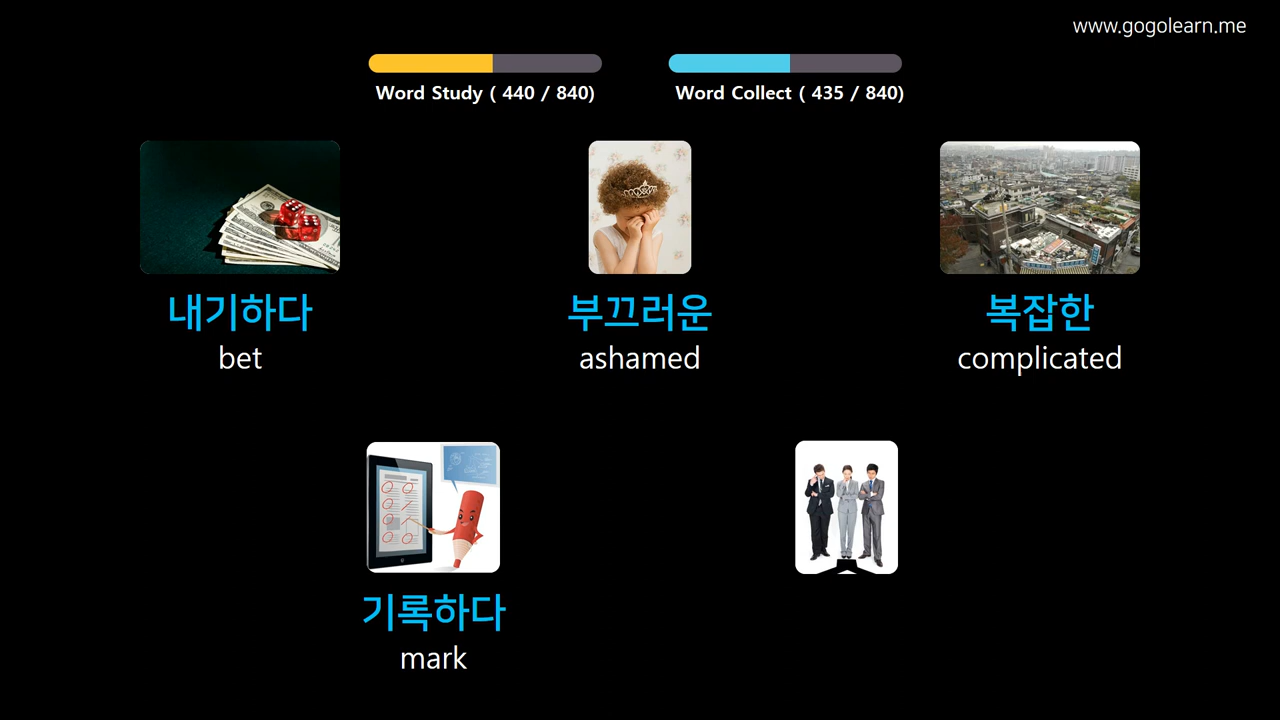 www.gogolearn.me
Word Study ( 440 / 840)
Word Collect ( 435 / 840)
내기하다
bet
부끄러운
ashamed
복잡한
complicated
기록하다
mark